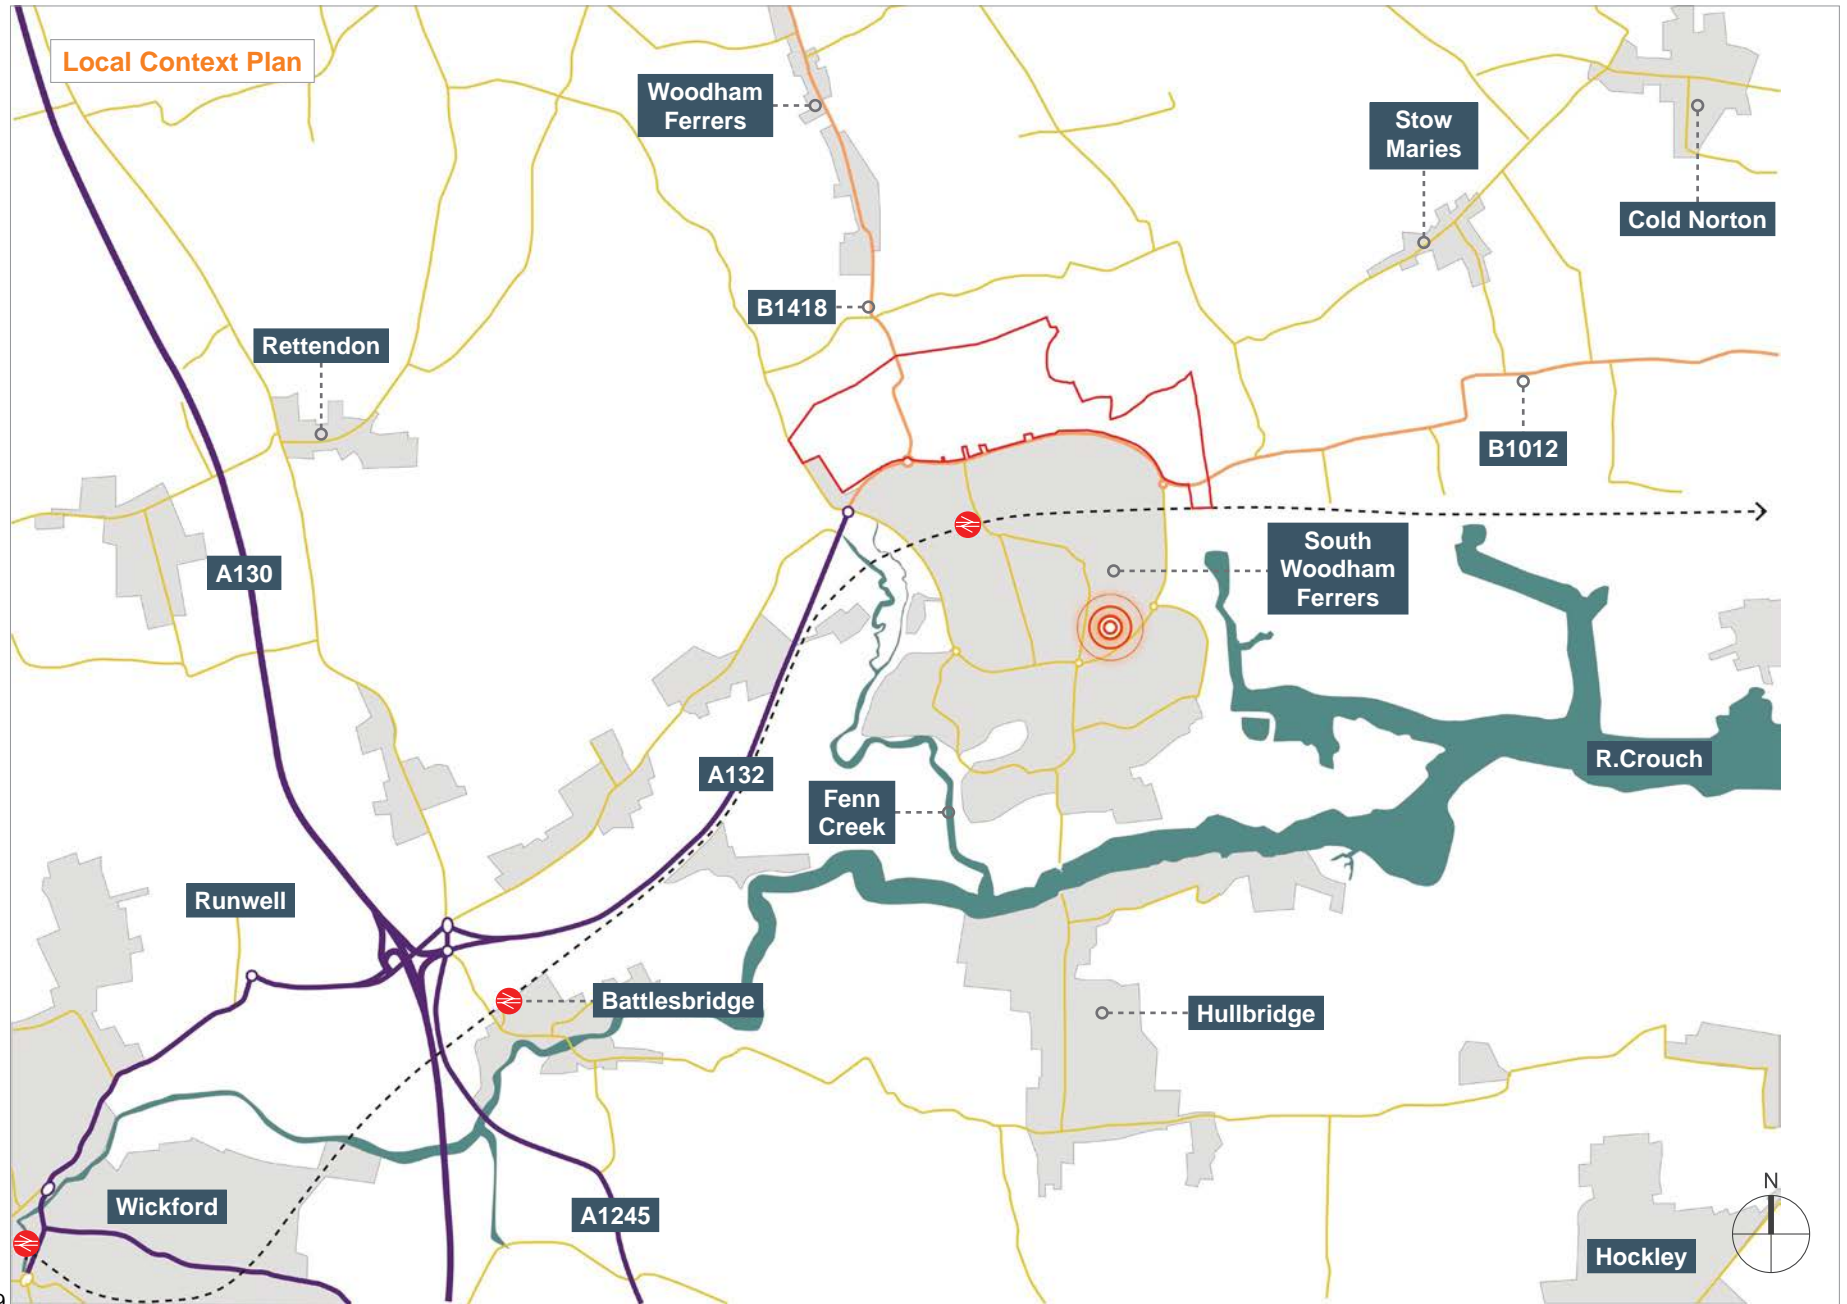 Local Context Plan
Woodham
Ferrers
Stow
Maries
Cold Norton
B1418
Rettendon
B1012
A130
South
Woodham
Ferrers
R.Crouch
A132
Fenn
Creek
Runwell
Battlesbridge
Hullbridge
N
Wickford
A1245
Hockley
9